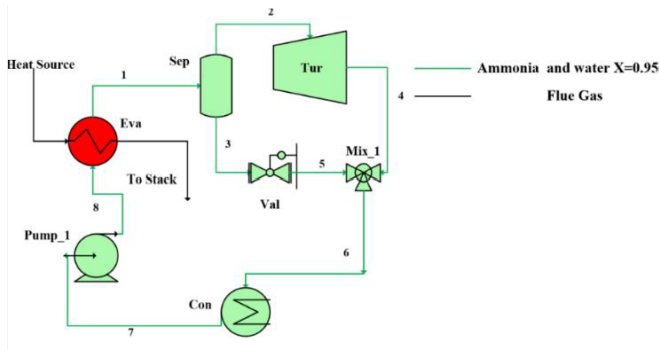 2
1
Sep
Heat Source
Tur
Ammonia and water X=0.95
4
Flue Gas
Eva
3
Mix_1
5
To Stack
Val
8
Pump_1
6
Con
7